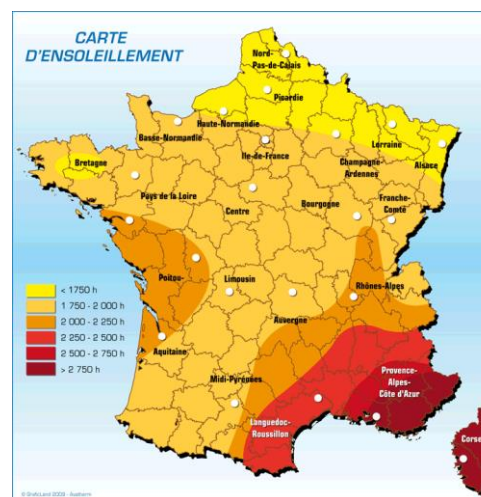 CARTE
D'ENSOLEILLEMENT
Nord-
Pas-de-Calais
Picardie
Haute-Normandie
Basse-Normandie
Lorraine
Ile-de-France
Champagne-
Ardennes
Alsace
Bretagne
Pays de la Loire
Centre
Bourgogne
Franche-
Comté
Poitou-
Limousin
Rhônes-Alpes
Auvergne
Aquitaine
Midi-Pyrénées
Provence-
Alpes-
Côte d'Azur
Languedoc-
Roussillon
Corse
< 1750 h
1 750 - 2 000 h
2 000 - 2 250 h
2 250 - 2 500 h
2 500 - 2 750 h
> 2 750 h